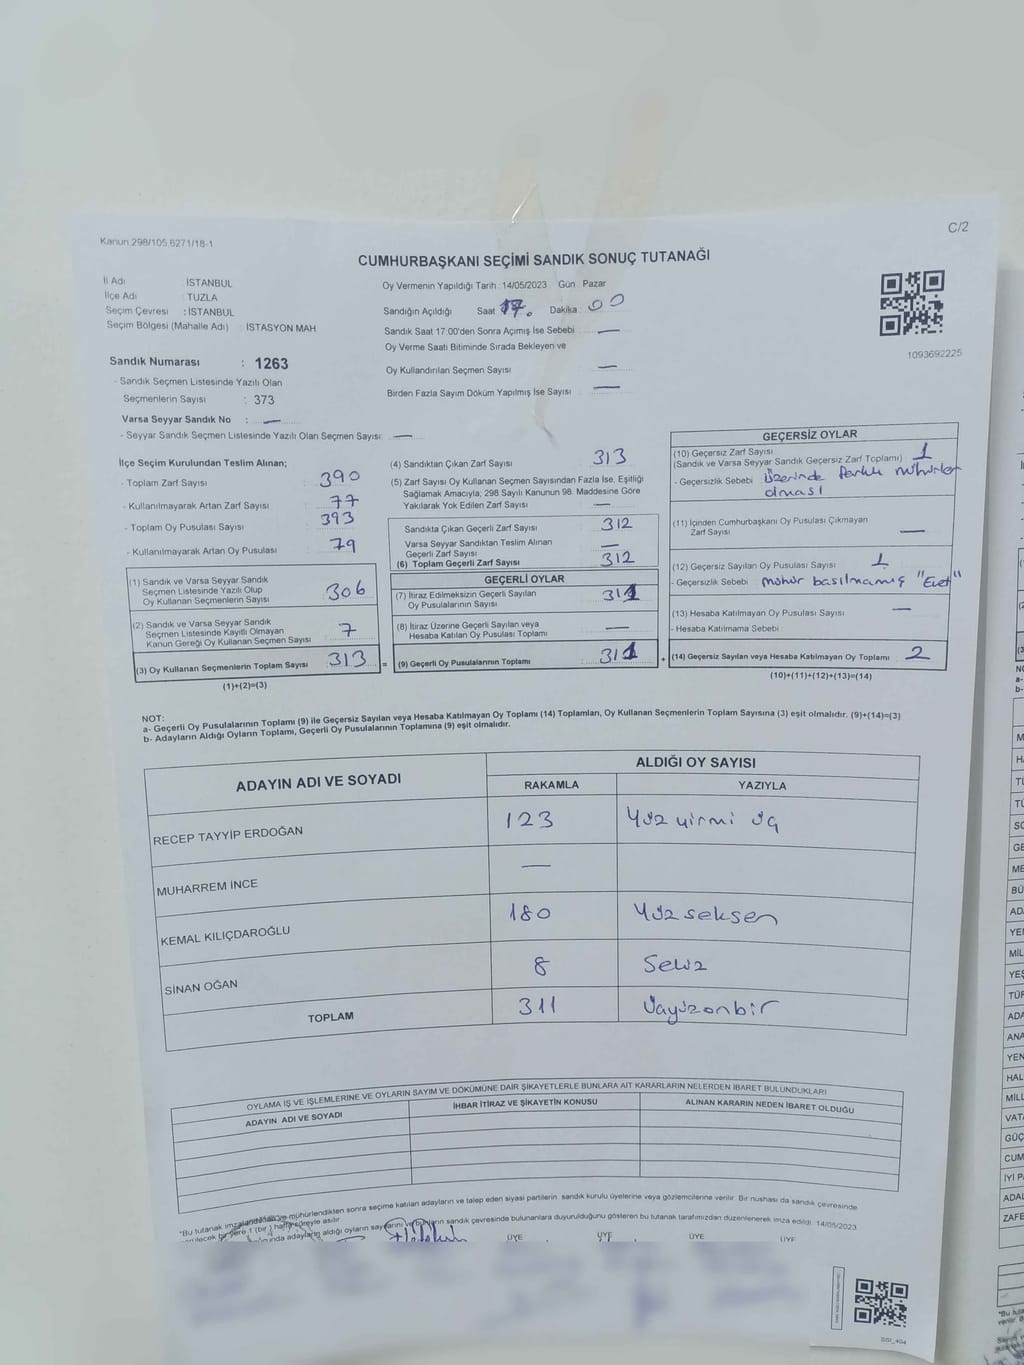 C/2
Kanun 298/105,6271/18-1
CUMHURBAŞKANI SEÇİMİ SANDIK SONUÇ TUTANAĞI
İl Adı : İSTANBUL
İlçe Adı : TUZLA
Seçim Çevresi : İSTANBUL
Seçim Bölgesi (Mahalle Adı) : İSTASYON MAH
Sandık Numarası : 1263
- Sandık Seçmen Listesinde Yazılı Olan
Seçmenlerin Sayısı : 373
Varsa Seyyar Sandık No : —
- Seyyar Sandık Seçmen Listesinde Yazılı Olan Seçmen Sayısı : —
Oy Vermenin Yapıldığı Tarih : 14/05/2023 Gün : Pazar
Sandığın Açıldığı Saat 17. Dakika : 00
Sandık Saat 17:00'den Sonra Açımış İse Sebebi : —
Oy Verme Saati Bitiminde Sırada Bekleyen ve
Oy Kullandırılan Seçmen Sayısı : —
Birden Fazla Sayım Döküm Yapılmış İse Sayısı : —
1093692225
İlçe Seçim Kurulundan Teslim Alınan;
- Toplam Zarf Sayısı : 390
- Kullanılmayarak Artan Zarf Sayısı : 77
- Toplam Oy Pusulası Sayısı : 393
- Kullanılmayarak Artan Oy Pusulası : 79
(1) Sandık ve Varsa Seyyar Sandık
Seçmen Listesinde Yazılı Olup
Oy Kullanan Seçmenlerin Sayısı : 306
(2) Sandık ve Varsa Seyyar Sandık
Seçmen Listesinde Kayıtlı Olmayan
Kanun Gereği Oy Kullanan Seçmen Sayısı : 7
(3) Oy Kullanan Seçmenlerin Toplam Sayısı : 313 =
(1)+(2)=(3)
(4) Sandıktan Çıkan Zarf Sayısı : 313
(5) Zarf Sayısı Oy Kullanan Seçmen Sayısından Fazla İse, Eşitliği
Sağlamak Amacıyla; 298 Sayılı Kanunun 98. Maddesine Göre
Yakılarak Yok Edilen Zarf Sayısı : —
Sandıkta Çıkan Geçerli Zarf Sayısı : 312
Varsa Seyyar Sandıktan Teslim Alınan
Geçerli Zarf Sayısı : —
(6) Toplam Geçerli Zarf Sayısı : 312
GEÇERLİ OYLAR
(7) İtiraz Edilmeksizin Geçerli Sayılan
Oy Pusulalarının Sayısı : 311
(8) İtiraz Üzerine Geçerli Sayılan veya
Hesaba Katılan Oy Pusulası Toplamı : —
(9) Geçerli Oy Pusulalarının Toplamı : 311 +
GEÇERSİZ OYLAR
(10) Geçersiz Zarf Sayısı : 1
(Sandık ve Varsa Seyyar Sandık Geçersiz Zarf Toplamı)
- Geçersizlik Sebebi : üzerinde farklı mühürler
olması
(11) İçinden Cumhurbaşkanı Oy Pusulası Çıkmayan
Zarf Sayısı : —
(12) Geçersiz Sayılan Oy Pusulası Sayısı : 1
- Geçersizlik Sebebi : mühür basılmamış "Evet"
(13) Hesaba Katılmayan Oy Pusulası Sayısı : —
- Hesaba Katılmama Sebebi :
(14) Geçersiz Sayılan veya Hesaba Katılmayan Oy Toplamı : 2
(10)+(11)+(12)+(13)=(14)
NOT:
a- Geçerli Oy Pusulalarının Toplamı (9) ile Geçersiz Sayılan veya Hesaba Katılmayan Oy Toplamı (14) Toplamları, Oy Kullanan Seçmenlerin Toplam Sayısına (3) eşit olmalıdır. (9)+(14)=(3)
b- Adayların Aldığı Oyların Toplamı, Geçerli Oy Pusulalarının Toplamına (9) eşit olmalıdır.
ADAYIN ADI VE SOYADI ALDIĞI OY SAYISI
RAKAMLA YAZIYLA
RECEP TAYYİP ERDOĞAN 123 Yüz yirmi üç
MUHARREM İNCE —
KEMAL KILIÇDAROĞLU 180 Yüz seksen
SİNAN OĞAN 8 Sekiz
TOPLAM 311 Üçyüzonbir
OYLAMA İŞ VE İŞLEMLERİNE VE OYLARIN SAYIM VE DÖKÜMÜNE DAİR ŞİKAYETLERLE BUNLARA AİT KARARLARIN NELERDEN İBARET BULUNDUKLARI
ADAYIN ADI VE SOYADI İHBAR İTİRAZ VE ŞİKAYETİN KONUSU ALINAN KARARIN NEDEN İBARET OLDUĞU
*Bu tutanak imzalandıktan ve mühürlendikten sonra seçime katılan adayların ve talep eden siyasi partilerin sandık kurulu üyelerine veya gözlemcilerine verilir. Bir nüshası da sandık çevresinde
bir yere 1 (bir) hafta süreyle asılır
adayların aldığı oyların sayılarını ve bunların sandık çevresinde bulunanlara duyurulduğunu gösteren bu tutanak tarafımızdan düzenlenerek imza edildi. 14/05/2023
ÜYE ÜYE ÜYE ÜYE